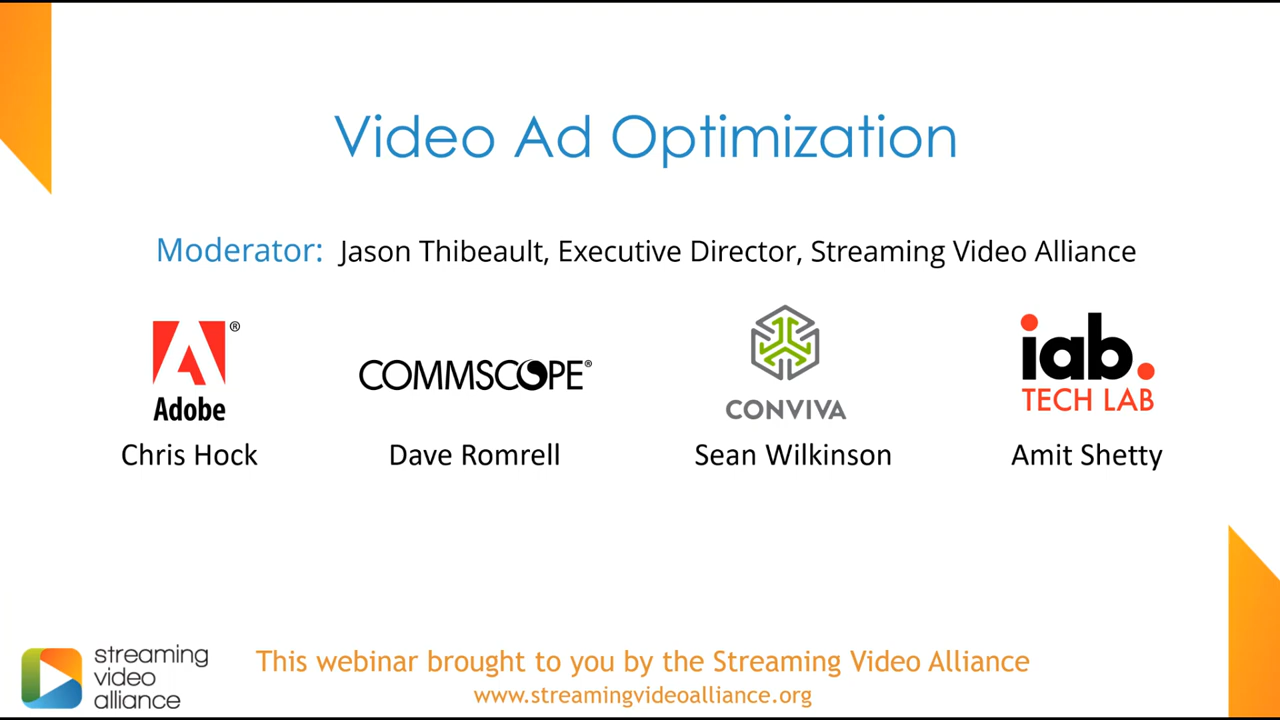 Video Ad Optimization
Moderator: Jason Thibeault, Executive Director, Streaming Video Alliance
Adobe®
COMMSCOPE®
CONVIVA
iab.
TECH LAB
Chris Hock
Dave Romrell
Sean Wilkinson
Amit Shetty
streaming
video
alliance
This webinar brought to you by the Streaming Video Alliance
www.streamingvideoalliance.org